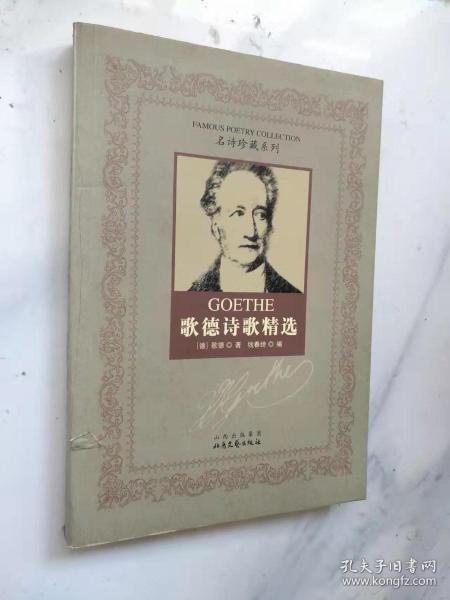 FAMOUS POETRY COLLECTION
名诗珍藏系列
GOETHE
歌德诗歌精选
[德] 歌德◎著 钱春绮◎编
Goethe
山西出版集团
北岳文艺出版社
孔夫子旧书网
www.kongfz.com